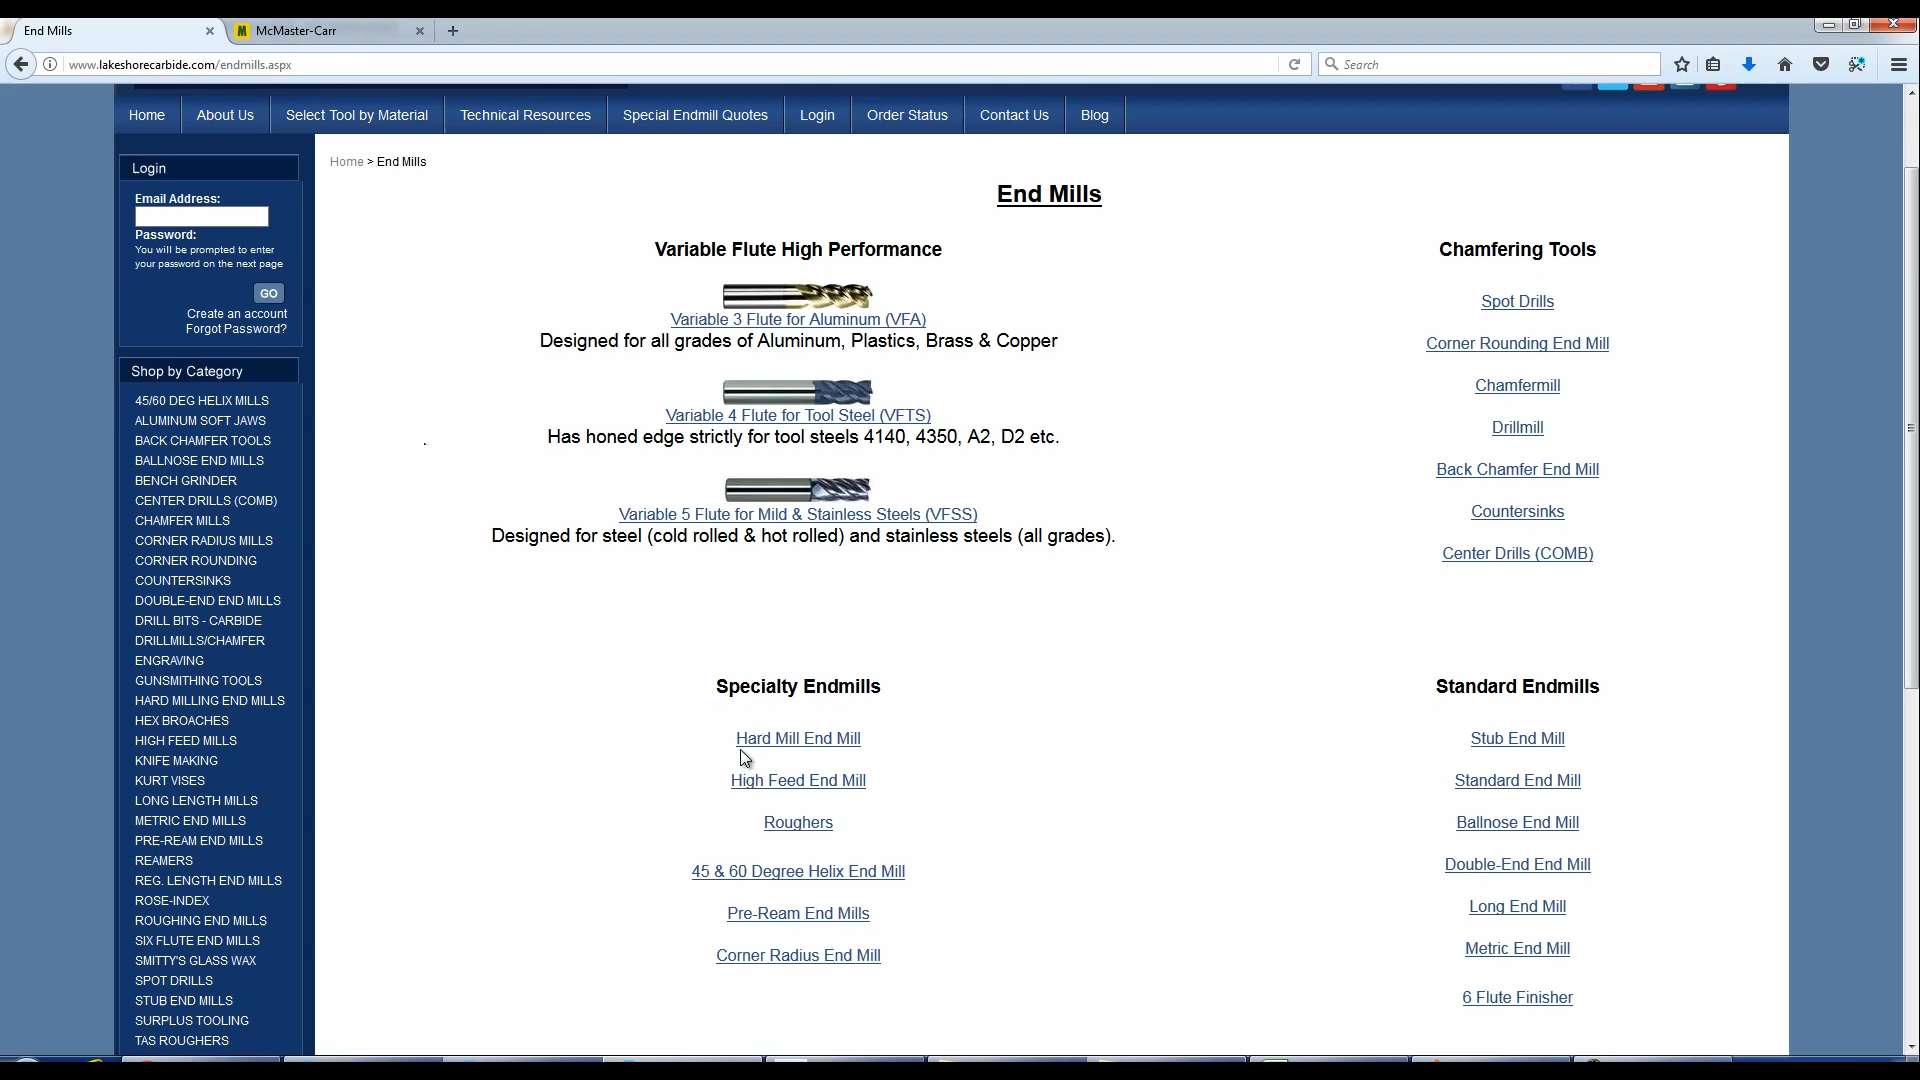 End Mills
McMaster-Carr
www.lakeshorecarbide.com/endmills.aspx
Search
Home
About Us
Select Tool by Material
Technical Resources
Special Endmill Quotes
Login
Order Status
Contact Us
Blog
Login
Email Address:
Password:
You will be prompted to enter
your password on the next page
GO
Create an account
Forgot Password?
Shop by Category
45/60 DEG HELIX MILLS
ALUMINUM SOFT JAWS
BACK CHAMFER TOOLS
BALLNOSE END MILLS
BENCH GRINDER
CENTER DRILLS (COMB)
CHAMFER MILLS
CORNER RADIUS MILLS
CORNER ROUNDING
COUNTERSINKS
DOUBLE-END END MILLS
DRILL BITS - CARBIDE
DRILLMILLS/CHAMFER
ENGRAVING
GUNSMITHING TOOLS
HARD MILLING END MILLS
HEX BROACHES
HIGH FEED MILLS
KNIFE MAKING
KURT VISES
LONG LENGTH MILLS
METRIC END MILLS
PRE-REAM END MILLS
REAMERS
REG. LENGTH END MILLS
ROSE-INDEX
ROUGHING END MILLS
SIX FLUTE END MILLS
SMITTY'S GLASS WAX
SPOT DRILLS
STUB END MILLS
SURPLUS TOOLING
TAS ROUGHERS
Home > End Mills
End Mills
Variable Flute High Performance
Variable 3 Flute for Aluminum (VFA)
Designed for all grades of Aluminum, Plastics, Brass & Copper
Variable 4 Flute for Tool Steel (VFTS)
Has honed edge strictly for tool steels 4140, 4350, A2, D2 etc.
.
Variable 5 Flute for Mild & Stainless Steels (VFSS)
Designed for steel (cold rolled & hot rolled) and stainless steels (all grades).
Chamfering Tools
Spot Drills
Corner Rounding End Mill
Chamfermill
Drillmill
Back Chamfer End Mill
Countersinks
Center Drills (COMB)
Specialty Endmills
Hard Mill End Mill
High Feed End Mill
Roughers
45 & 60 Degree Helix End Mill
Pre-Ream End Mills
Corner Radius End Mill
Standard Endmills
Stub End Mill
Standard End Mill
Ballnose End Mill
Double-End End Mill
Long End Mill
Metric End Mill
6 Flute Finisher